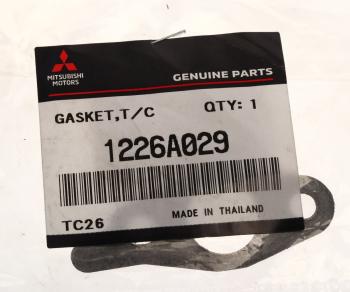 MITSUBISHI
MOTORS
GENUINE PARTS
GASKET,T/C QTY: 1
1226A029
TC26 MADE IN THAILAND